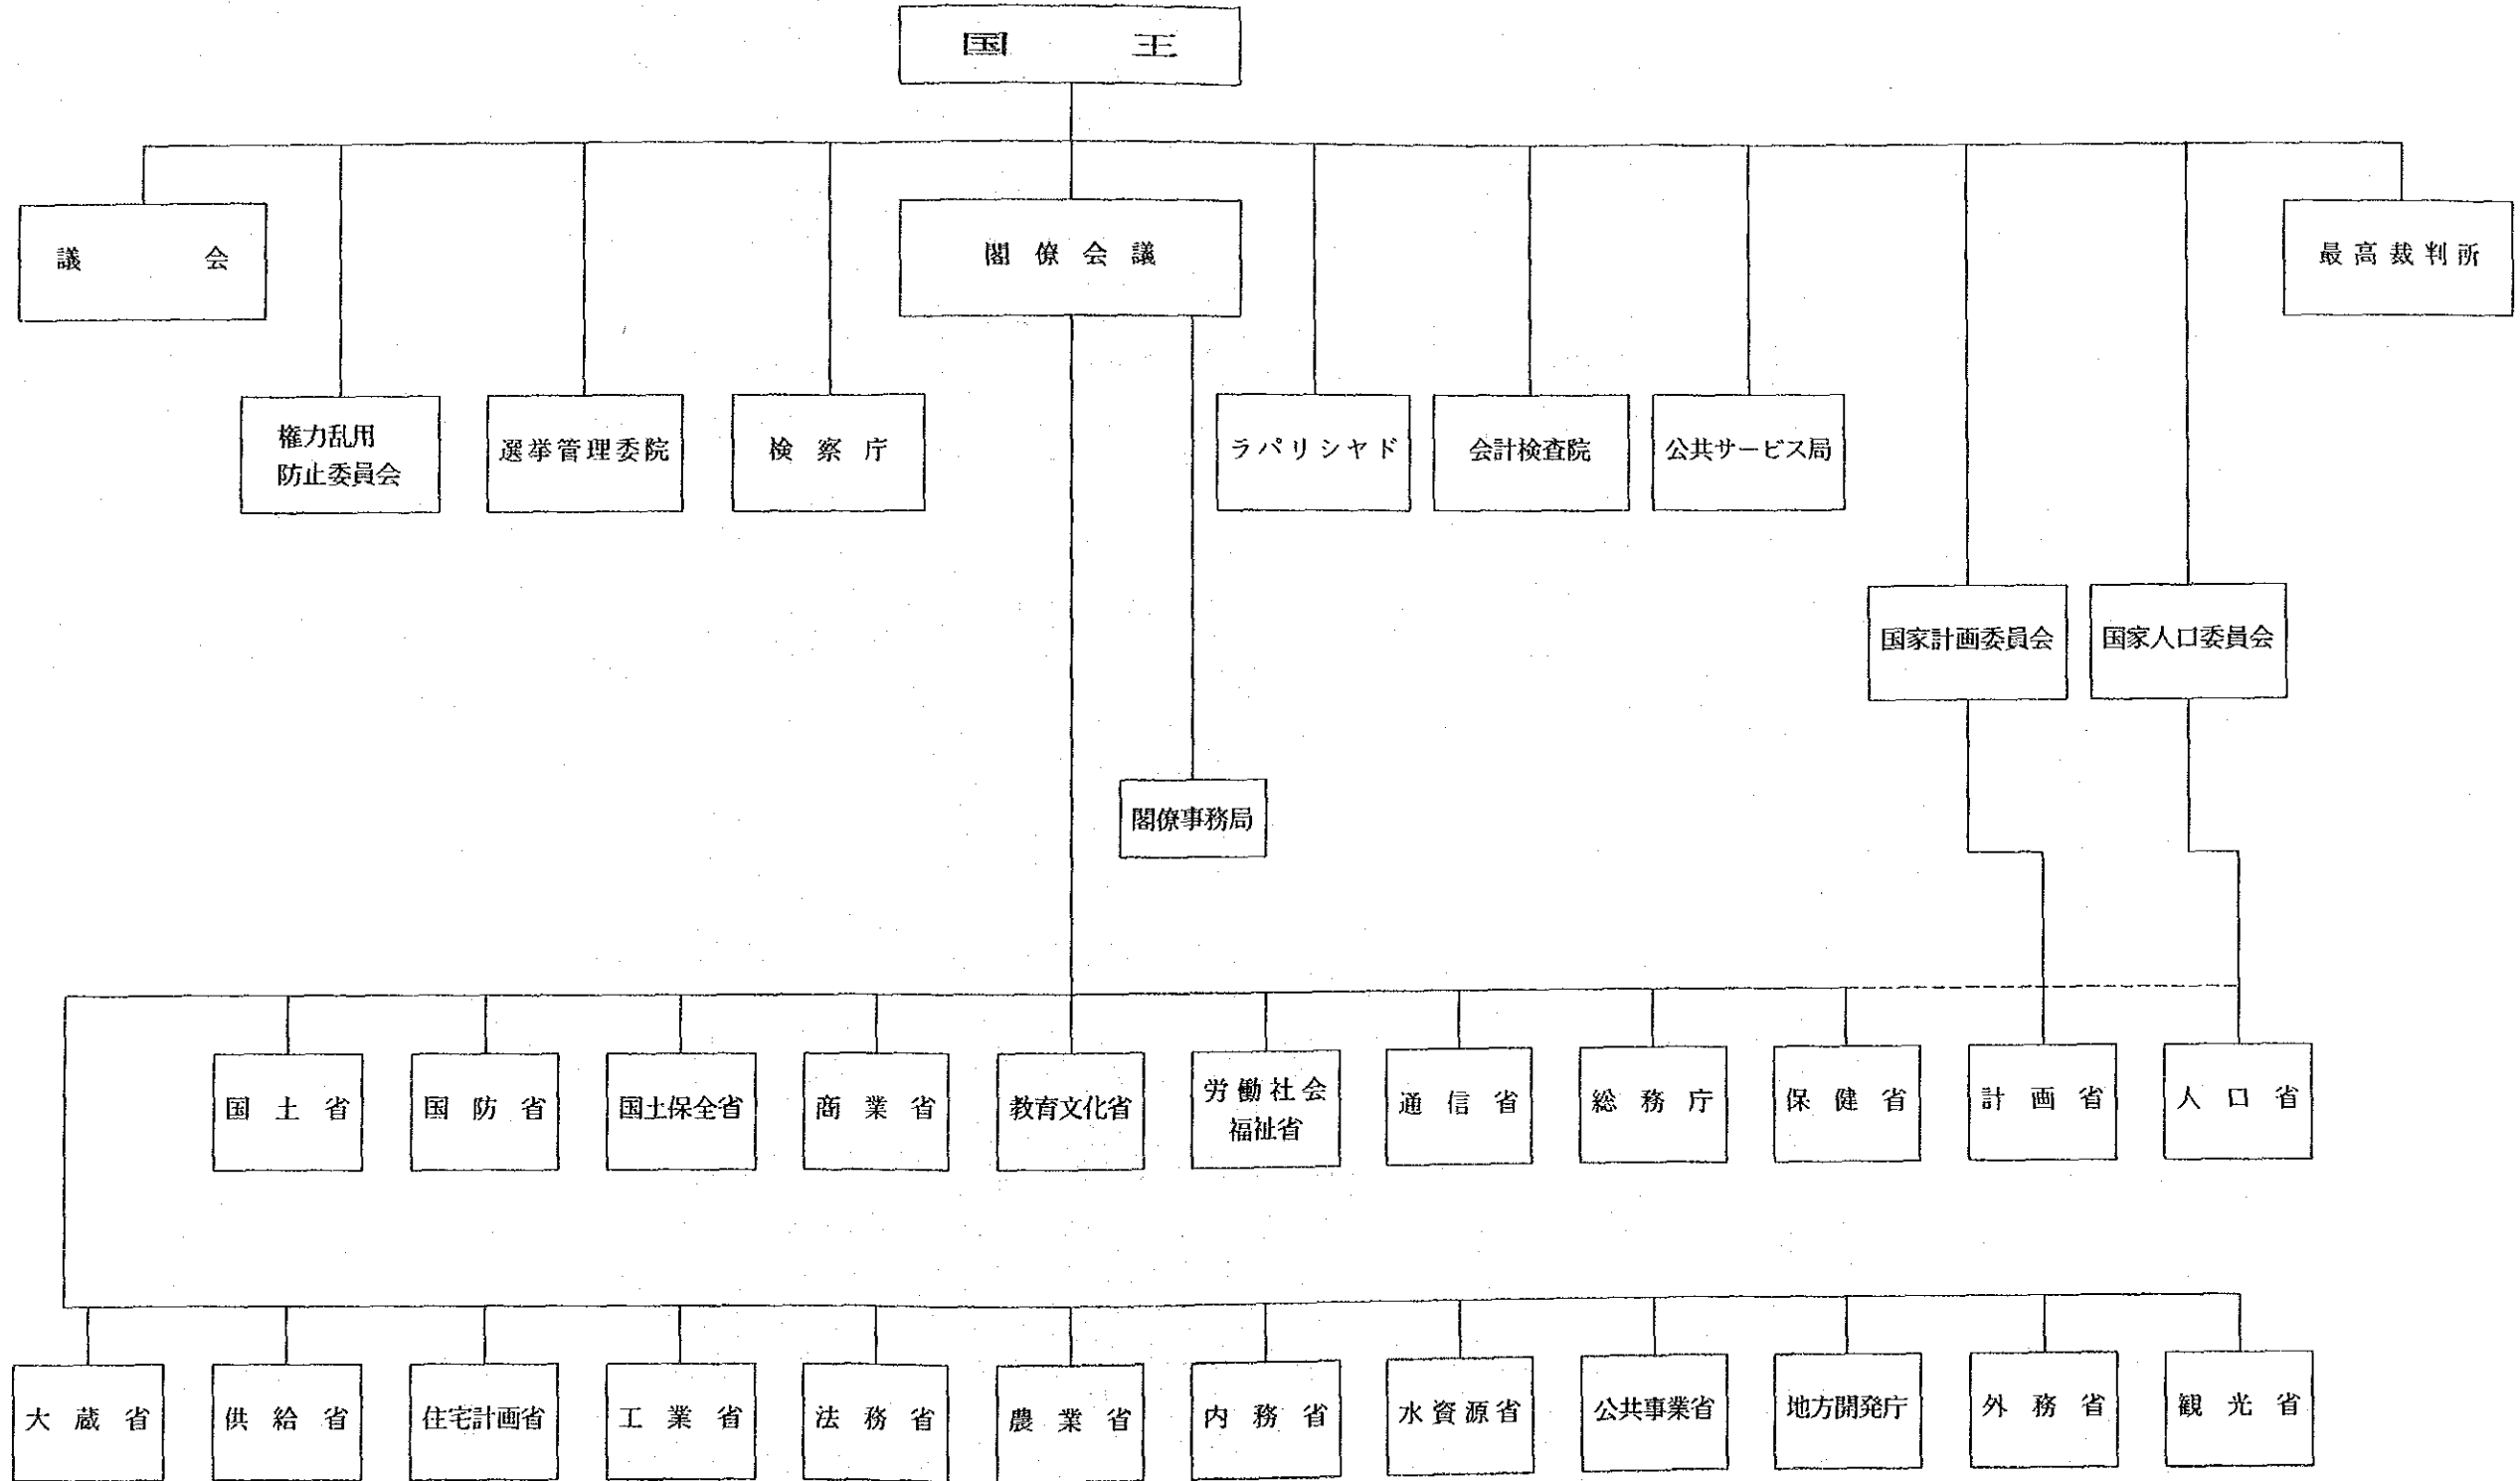 国王
議会
閣僚会議
最高裁判所
権力乱用
防止委員会
選挙管理委院
検察庁
ラパリシヤド
会計検査院
公共サービス局
国家計画委員会
国家人口委員会
閣僚事務局
国土省
国防省
国土保全省
商業省
教育文化省
労働社会
福祉省
通信省
総務庁
保健省
計画省
人口省
大蔵省
供給省
住宅計画省
工業省
法務省
農業省
内務省
水資源省
公共事業省
地方開発庁
外務省
観光省